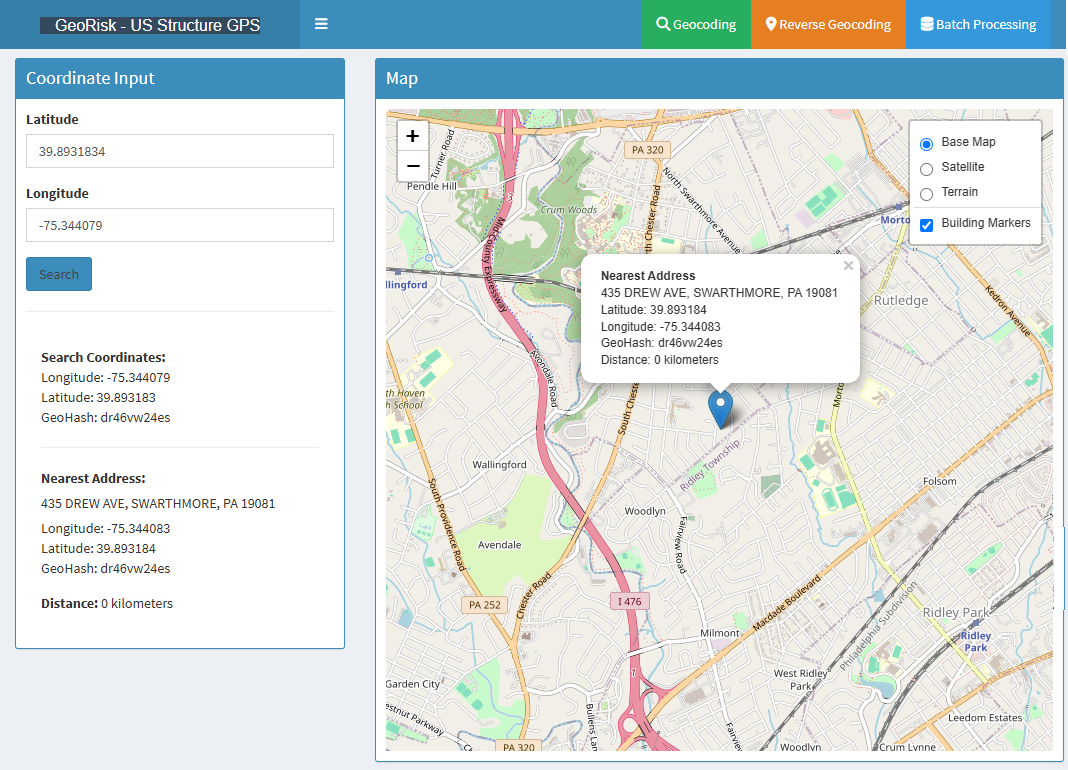 GeoRisk - US Structure GPS
Geocoding
Reverse Geocoding
Batch Processing
Coordinate Input
Latitude
39.8931834
Longitude
-75.344079
Search
Search Coordinates:
Longitude: -75.344079
Latitude: 39.893183
GeoHash: dr46vw24es
Nearest Address:
435 DREW AVE, SWARTHMORE, PA 19081
Longitude: -75.344083
Latitude: 39.893184
GeoHash: dr46vw24es
Distance: 0 kilometers
Map
+
−
Base Map
Satellite
Terrain
Building Markers
Turner Road
PA 320
Pendle Hill
3
Crum Woods
North Swarthmore Avenue
rth Chester Road
Morto
Mid-County Expressway
llingford
×
Nearest Address
435 DREW AVE, SWARTHMORE, PA 19081
Latitude: 39.893184
Longitude: -75.344083
GeoHash: dr46vw24es
Distance: 0 kilometers
Rutledge
Kedron Avenue
Avondale Road
South Cheste
Morto
th Haven
h School
Wallingford
Ridley Township
Folsom
South Providence Road
Woodlyn
Fairview Road
Avendale
Chester Road
PA 252
I 476
Macdade Boulevard
Philadelphia Subdivision
Ridley Park
Ridley
Park
Milmont
1
West Ridley
Park
Garden City
estnut Parkway
Bullens Lan
Fairview
Leedom Estates
PA 320
Woodlyn
Crum Lynne